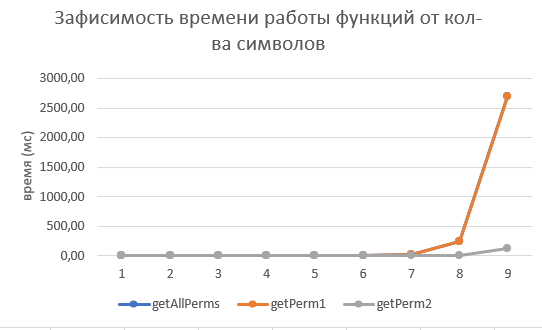 Зафисимость времени работы функций от кол-
ва символов
3000,00
2500,00
2000,00
1500,00
1000,00
500,00
0,00
время (мс)
1 2 3 4 5 6 7 8 9
getAllPerms getPerm1 getPerm2